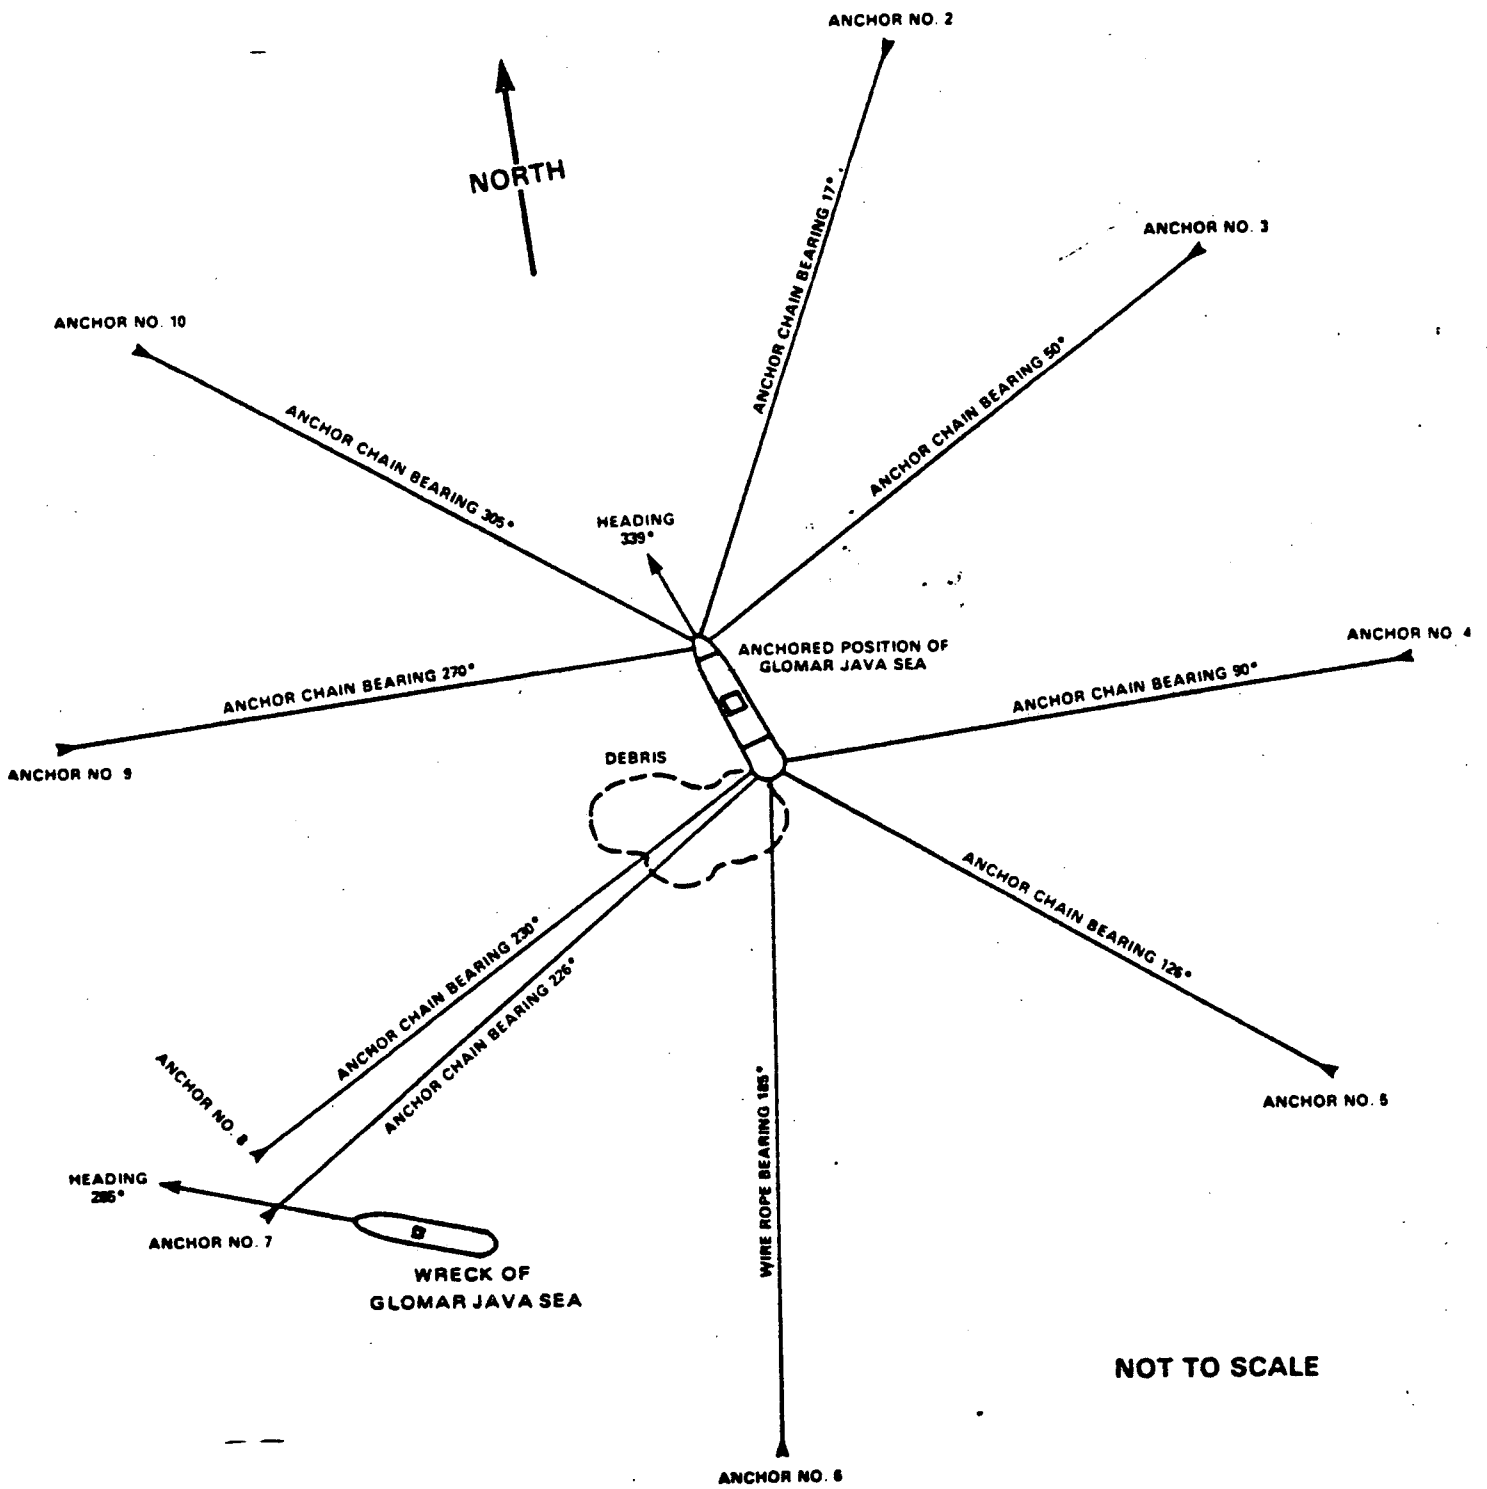 ANCHOR NO. 2
NORTH
ANCHOR CHAIN BEARING 17°
ANCHOR NO. 3
ANCHOR NO. 10
ANCHOR CHAIN BEARING 50°
ANCHOR CHAIN BEARING 305°
HEADING
339°
ANCHORED POSITION OF
GLOMAR JAVA SEA
ANCHOR NO 4
ANCHOR CHAIN BEARING 270°
ANCHOR CHAIN BEARING 90°
ANCHOR NO 9
DEBRIS
ANCHOR CHAIN BEARING 126°
ANCHOR CHAIN BEARING 230°
ANCHOR CHAIN BEARING 226°
ANCHOR NO. 8
WIRE ROPE BEARING 185°
ANCHOR NO. 5
HEADING
ANCHOR NO. 7
WRECK OF
GLOMAR JAVA SEA
NOT TO SCALE
ANCHOR NO. 6